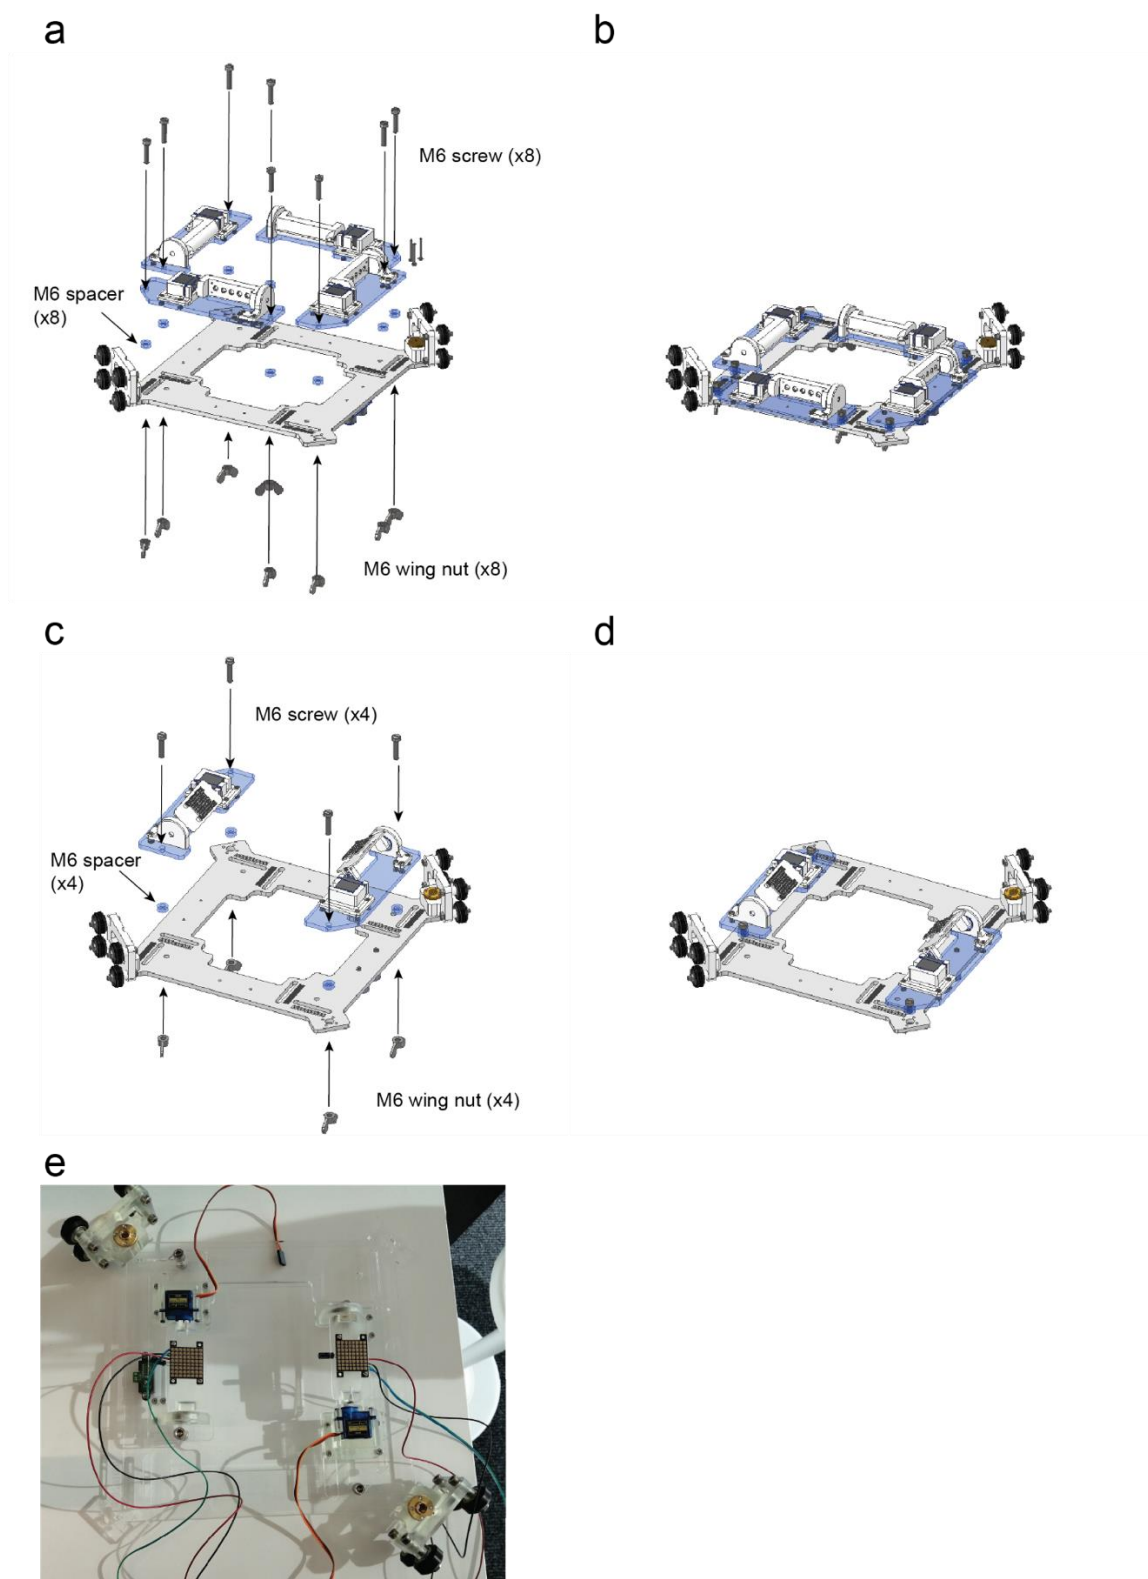 a
b
M6 screw (x8)
M6 spacer
(x8)
M6 wing nut (x8)
c
d
M6 screw (x4)
M6 spacer
(x4)
M6 wing nut (x4)
e